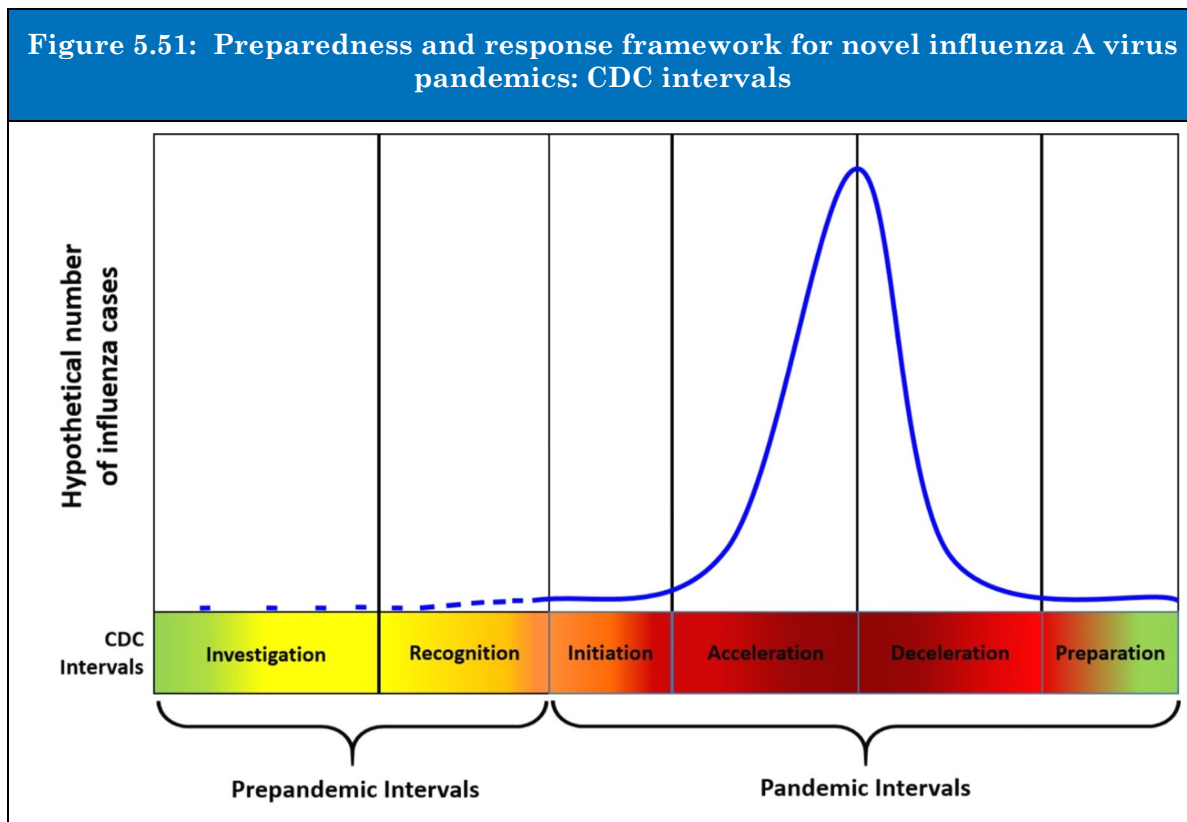 Figure 5.51: Preparedness and response framework for novel influenza A virus
pandemics: CDC intervals
Hypothetical number
of influenza cases
CDC
Intervals
Investigation
Recognition
Initiation
Acceleration
Deceleration
Preparation
Prepandemic Intervals
Pandemic Intervals